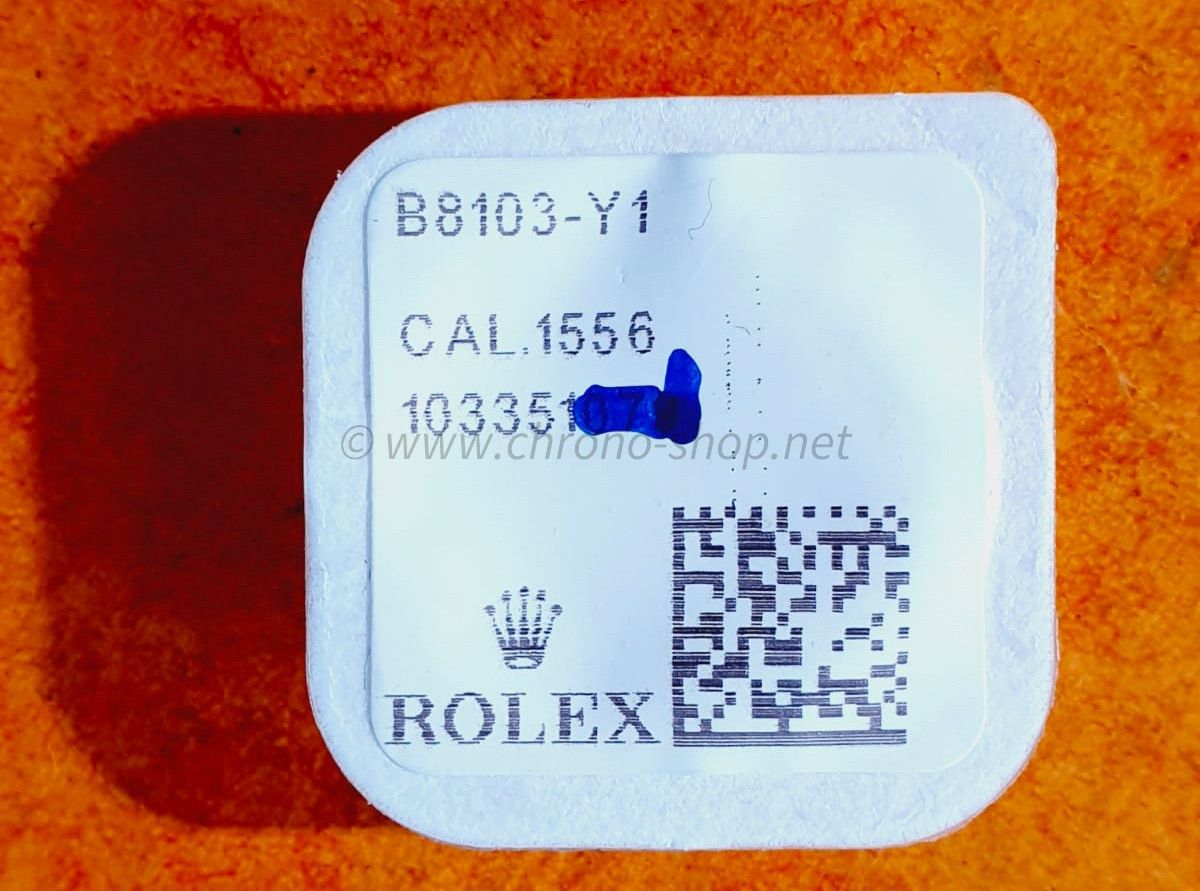 B8103-Y1
CAL.1556
103351
© www.chrono-shop.net
ROLEX